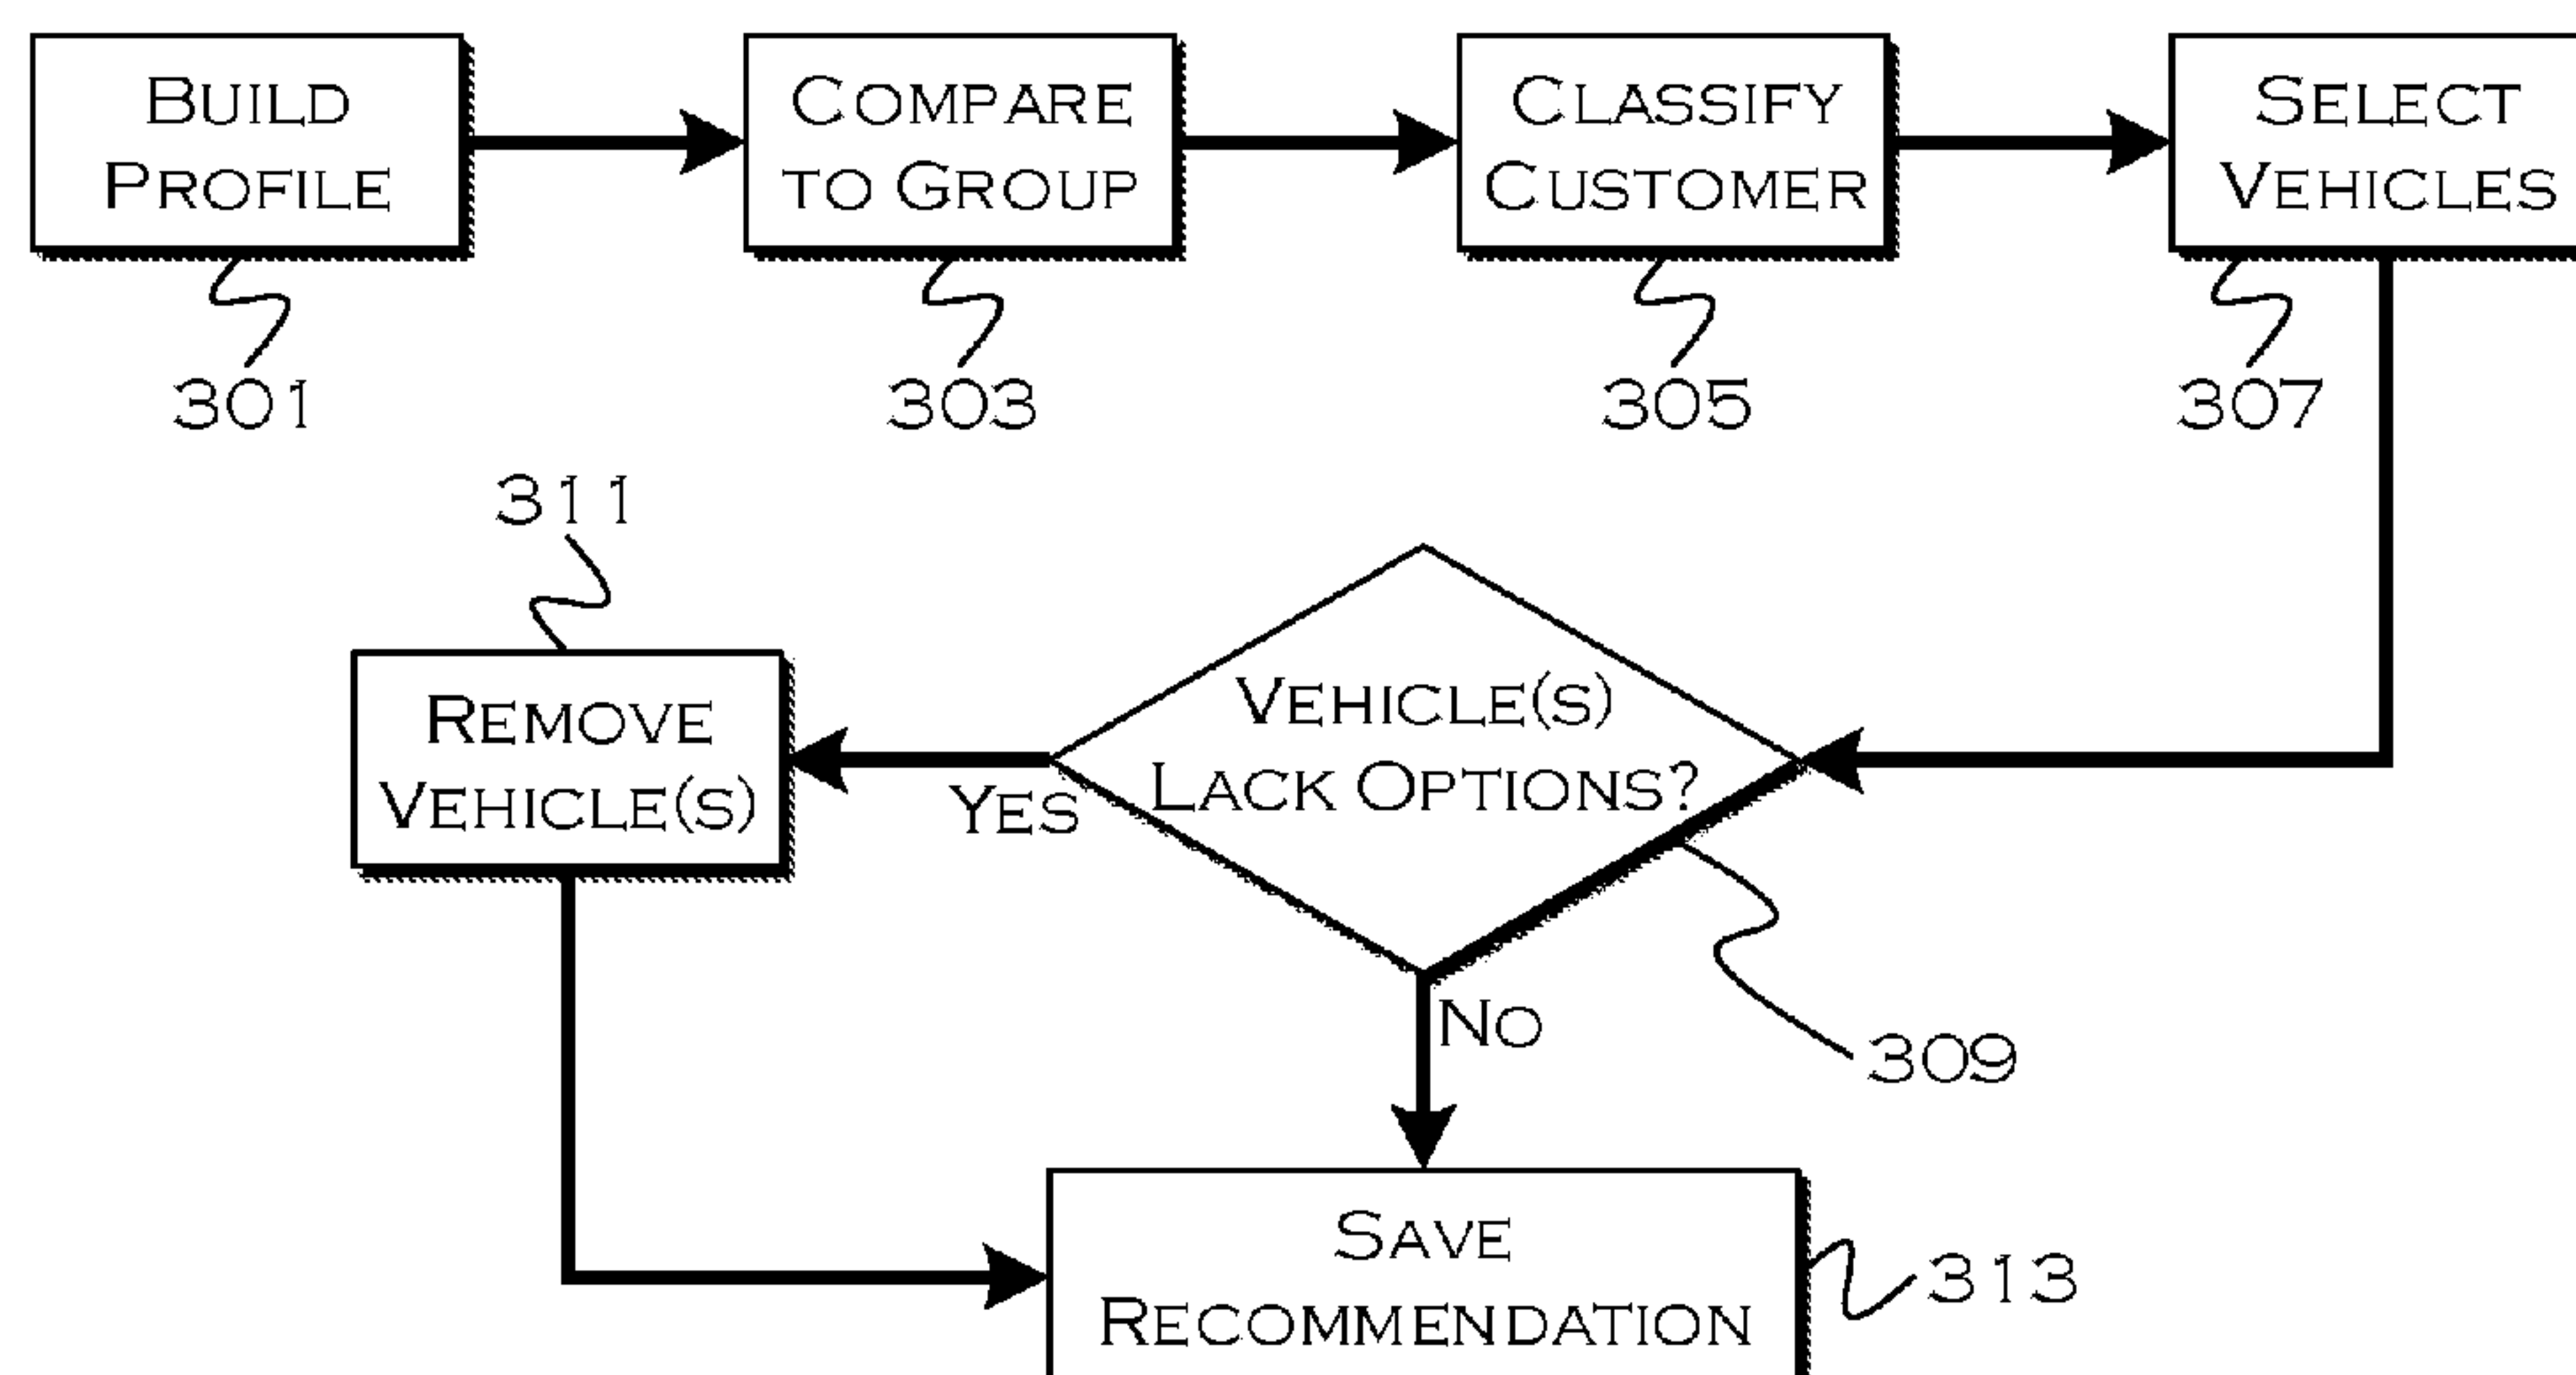 BUILD
PROFILE
COMPARE
TO GROUP
CLASSIFY
CUSTOMER
SELECT
VEHICLES
301
303
305
307
311
REMOVE
VEHICLE(S)
VEHICLE(S)
LACK OPTIONS?
YES
NO
309
SAVE
RECOMMENDATION
313